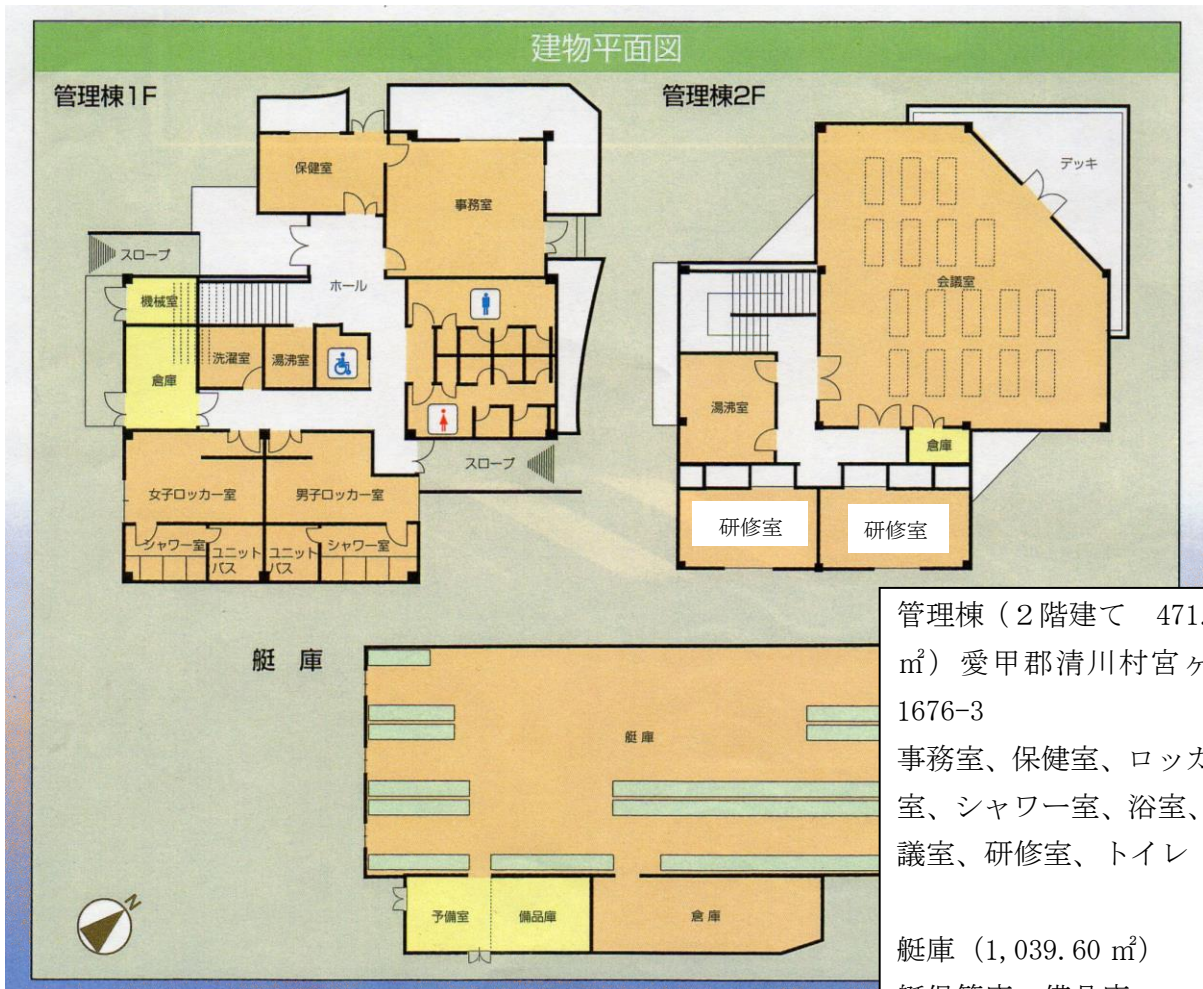 建物平面図
管理棟1F
管理棟2F
保健室
事務室
デッキ
スロープ
機械室
ホール
会議室
洗濯室
湯沸室
倉庫
湯沸室
倉庫
スロープ
女子ロッカー室
男子ロッカー室
研修室
研修室
シャワー室
ユニット
バス
ユニット
バス
シャワー室
艇 庫
艇庫
予備室
備品庫
倉庫
N
管理棟（２階建て　471.
㎡）愛甲郡清川村宮ヶ
1676-3
事務室、保健室、ロッカ
室、シャワー室、浴室、
議室、研修室、トイレ
艇庫（1,039.60 ㎡）